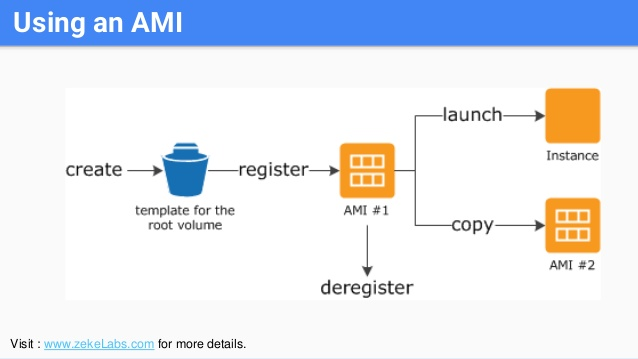 Using an AMI
create
template for the
root volume
register
AMI #1
launch
Instance
copy
AMI #2
deregister
Visit : www.zekeLabs.com for more details.